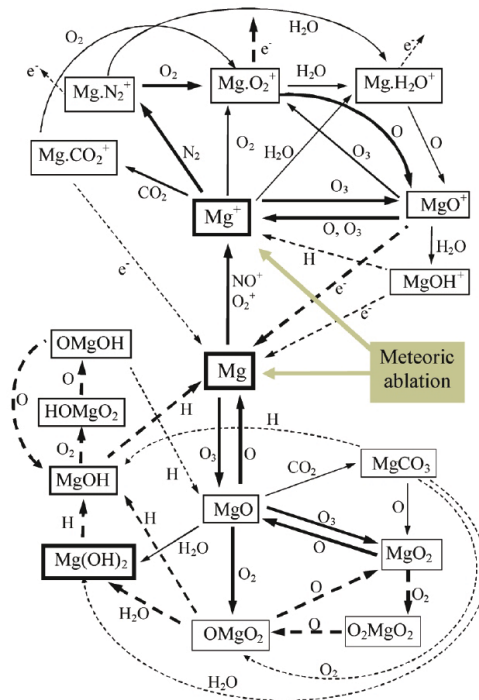 O₂
H₂O
e⁻
e⁻
e⁻
Mg.N₂⁺
O₂
Mg.O₂⁺
H₂O
Mg.H₂O⁺
O
O
Mg.CO₂⁺
N₂
O₂
H₂O
O₃
CO₂
O₃
Mg⁺
MgO⁺
O, O₃
H₂O
H
MgOH⁺
NO⁺
O₂⁺
e⁻
e⁻
e⁻
Meteoric
ablation
OMgOH
Mg
O
O
H
H
HOMgO₂
O₂
H
O₃
O
CO₂
MgCO₃
MgOH
MgO
O₃
O
H
H
O
MgO₂
Mg(OH)₂
H₂O
O₂
O₂
O
H₂O
OMgO₂
O
O₂MgO₂
O₂
H₂O